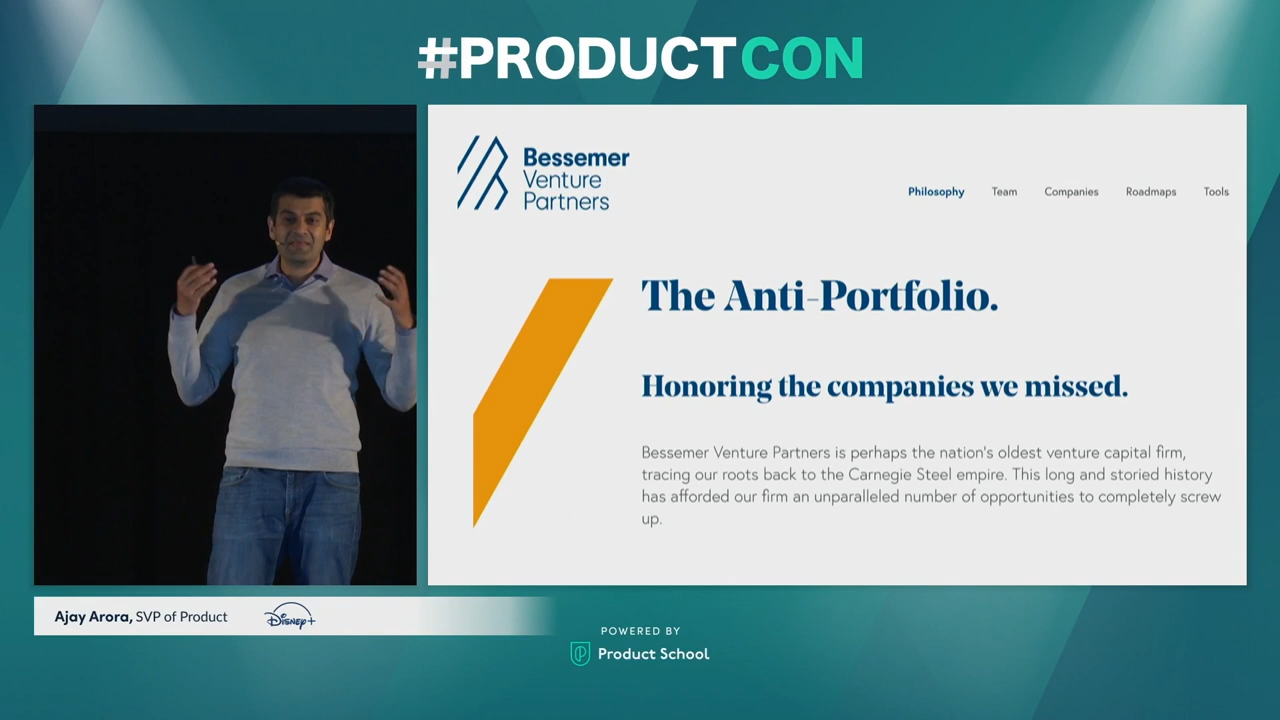 #PRODUCTCON
Bessemer
Venture
Partners
Philosophy Team Companies Roadmaps Tools
The Anti-Portfolio.
Honoring the companies we missed.
Bessemer Venture Partners is perhaps the nation's oldest venture capital firm,
tracing our roots back to the Carnegie Steel empire. This long and storied history
has afforded our firm an unparalleled number of opportunities to completely screw
up.
Ajay Arora, SVP of Product Disney+
POWERED BY
Product School